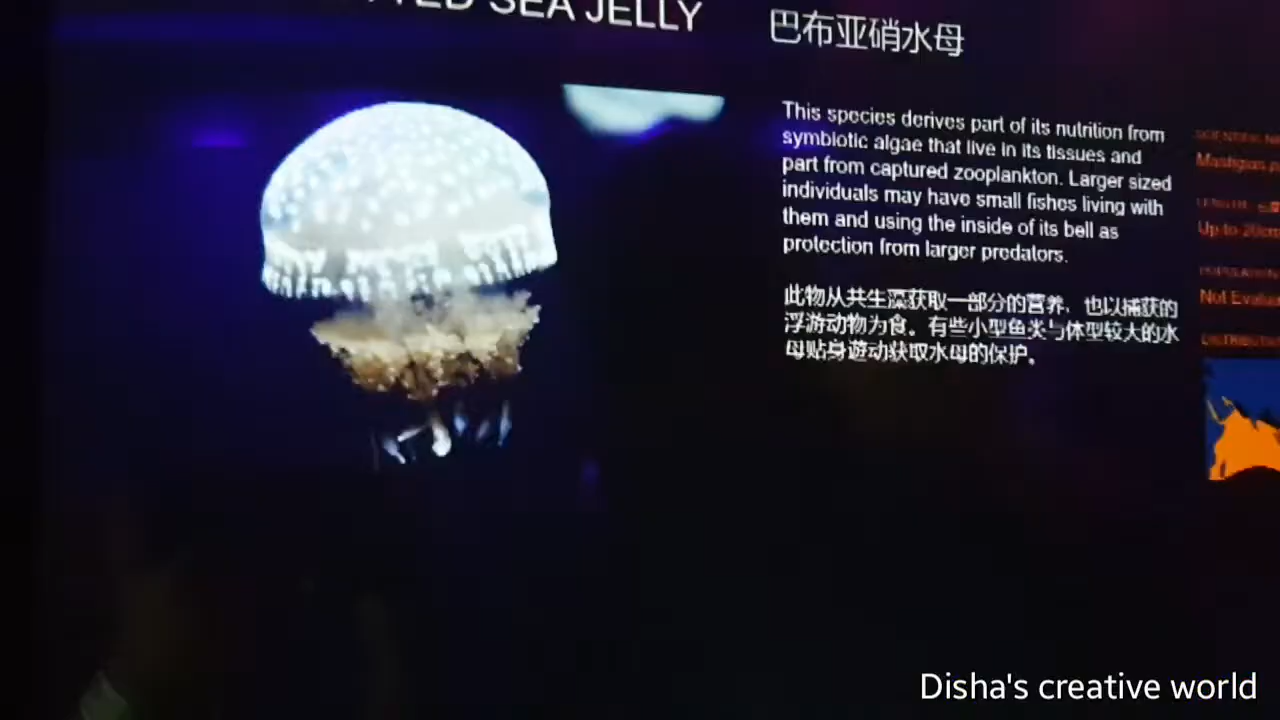 SEA JELLY
巴布亚硝水母
This species derives part of its nutrition from
symbiotic algae that live in its tissues and
part from captured zooplankton. Larger sized
individuals may have small fishes living with
them and using the inside of its bell as
protection from larger predators.
此物从共生藻获取一部分的营养，也以捕获的
浮游动物为食。有些小型鱼类与体型较大的水
母贴身遊动获取水母的保护。
Up to 20cm
Not
Disha's creative world